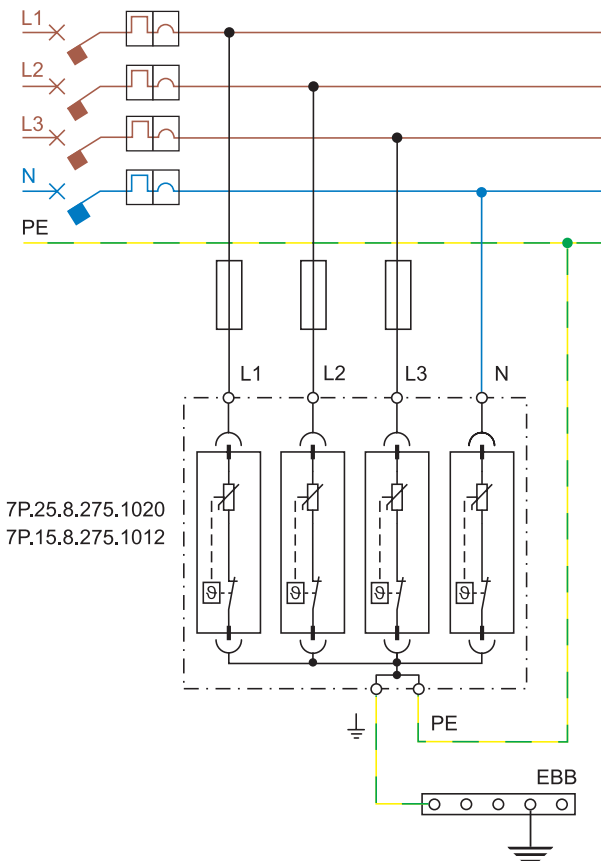 L1
L2
L3
N
PE
L1 L2 L3 N
7P.25.8.275.1020
7P.15.8.275.1012
ϑ ϑ ϑ ϑ
PE
EBB